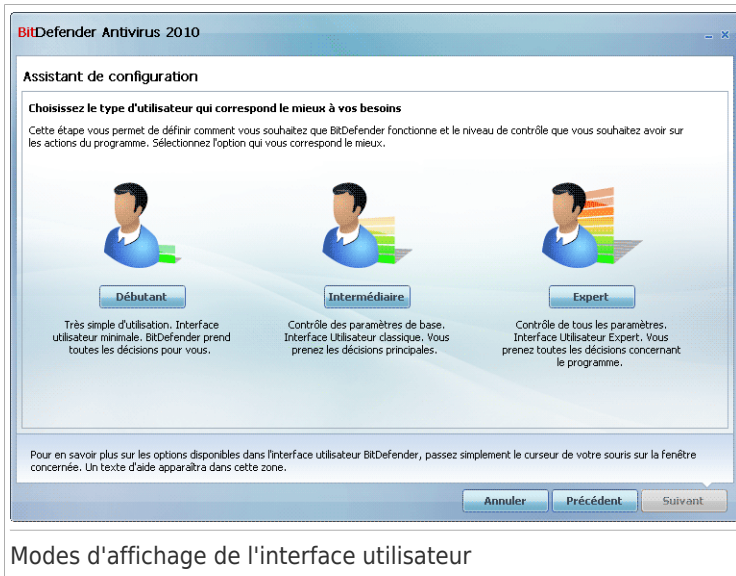 BitDefender Antivirus 2010
Assistant de configuration
Choisissez le type d'utilisateur qui correspond le mieux à vos besoins
Cette étape vous permet de définir comment vous souhaitez que BitDefender fonctionne et le niveau de contrôle que vous souhaitez avoir sur
les actions du programme. Sélectionnez l'option qui vous correspond le mieux.
Débutant
Très simple d'utilisation. Interface
utilisateur minimale. BitDefender prend
toutes les décisions pour vous.
Intermédiaire
Contrôle des paramètres de base.
Interface Utilisateur classique. Vous
prenez les décisions principales.
Expert
Contrôle de tous les paramètres.
Interface Utilisateur Expert. Vous
prenez toutes les décisions concernant
le programme.
Pour en savoir plus sur les options disponibles dans l'interface utilisateur BitDefender, passez simplement le curseur de votre souris sur la fenêtre
concernée. Un texte d'aide apparaîtra dans cette zone.
Annuler Précédent Suivant
Modes d'affichage de l'interface utilisateur